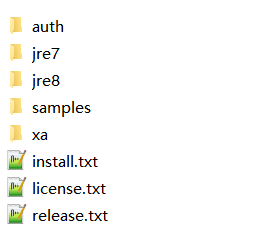 auth
jre7
jre8
samples
xa
install.txt
license.txt
release.txt